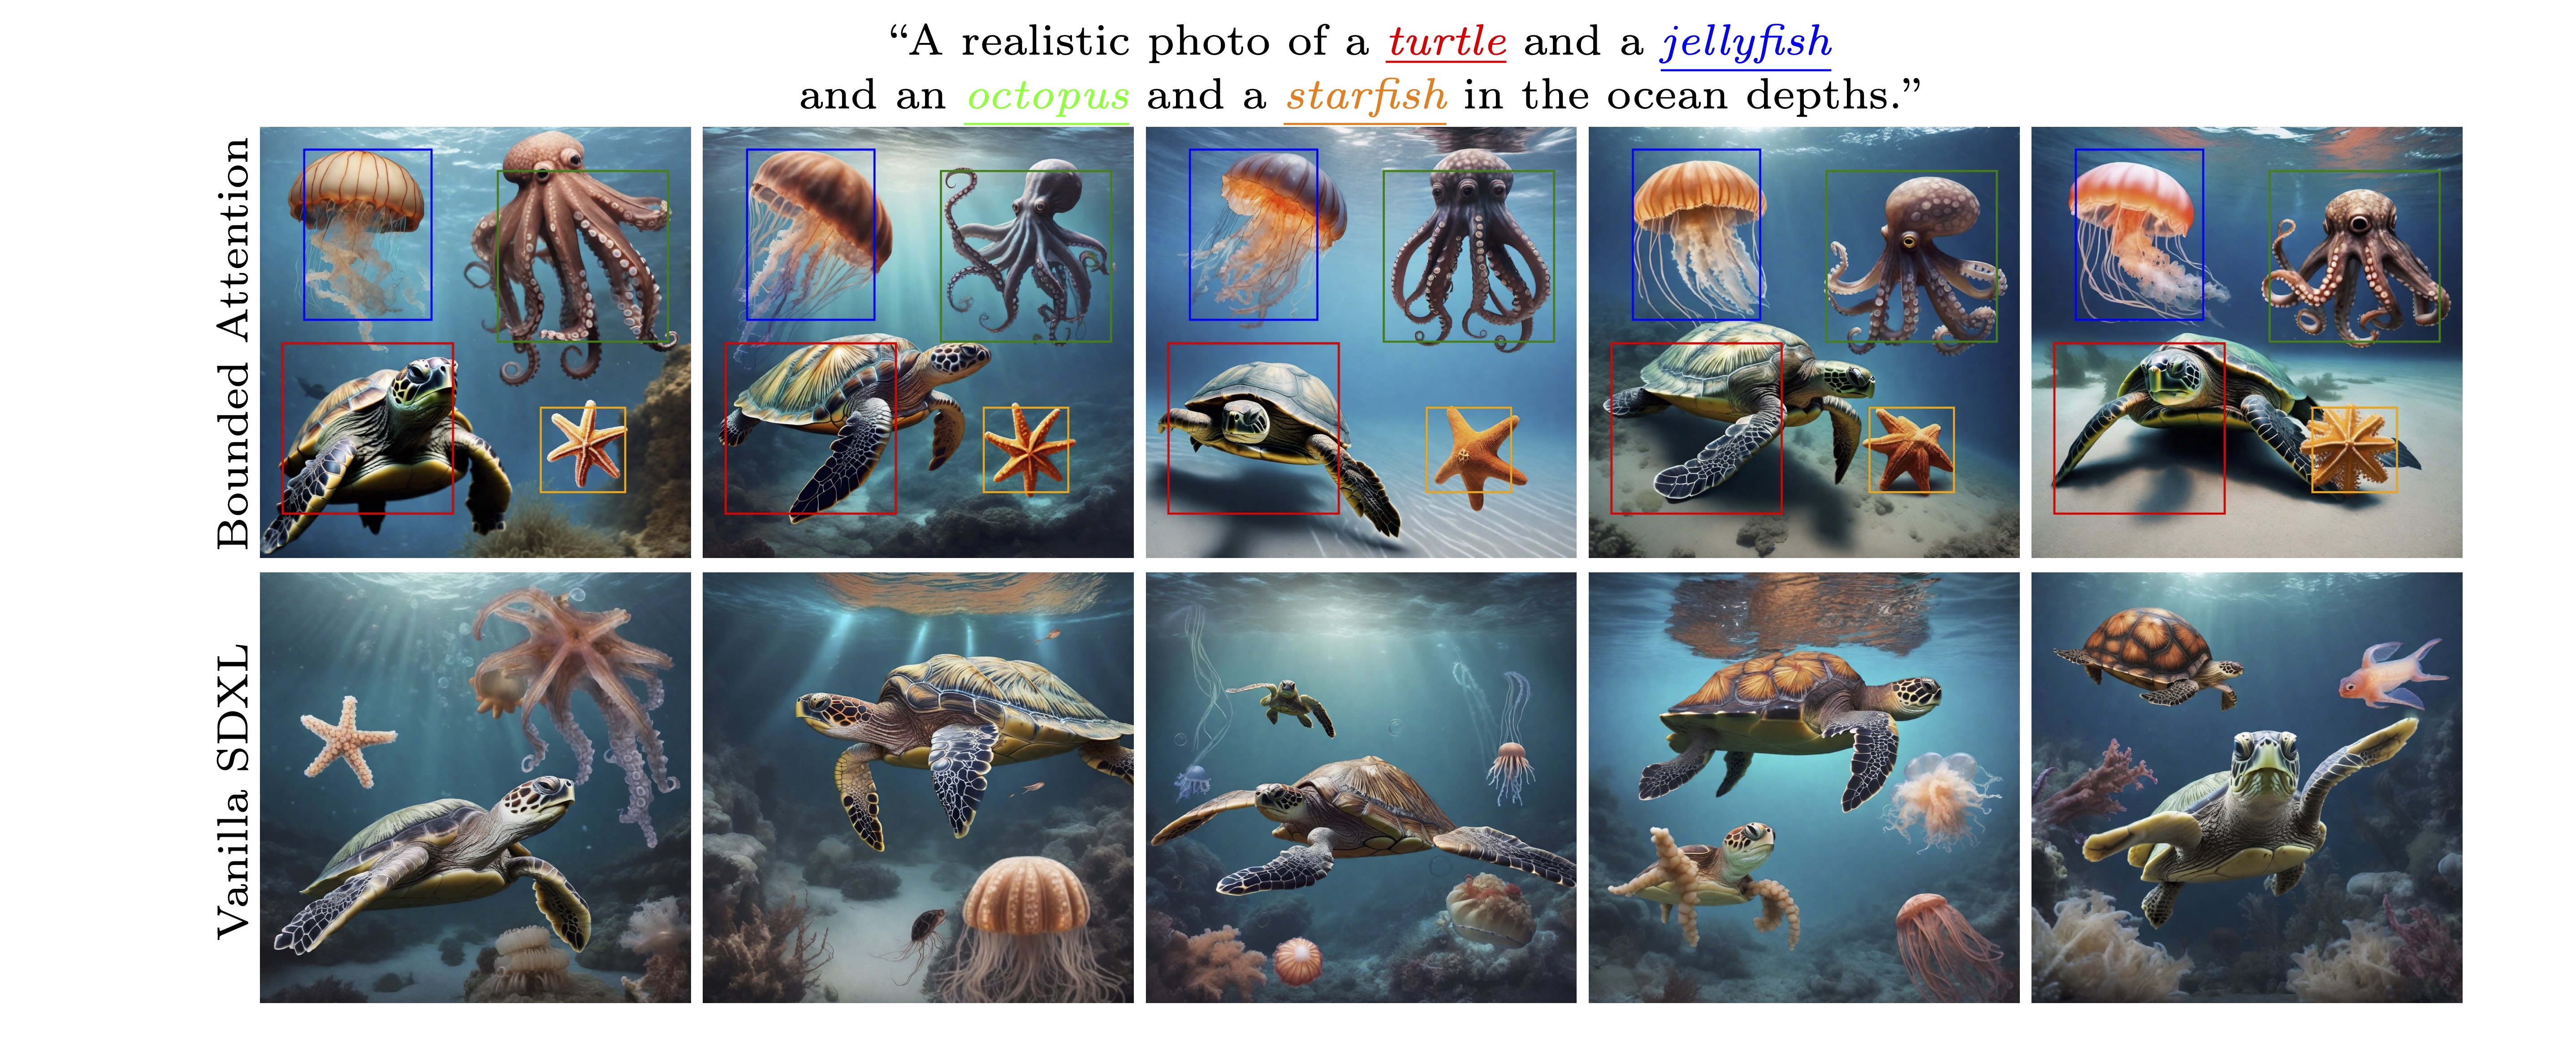 “A realistic photo of a turtle and a jellyfish
and an octopus and a starfish in the ocean depths.”
Bounded Attention
Vanilla SDXL